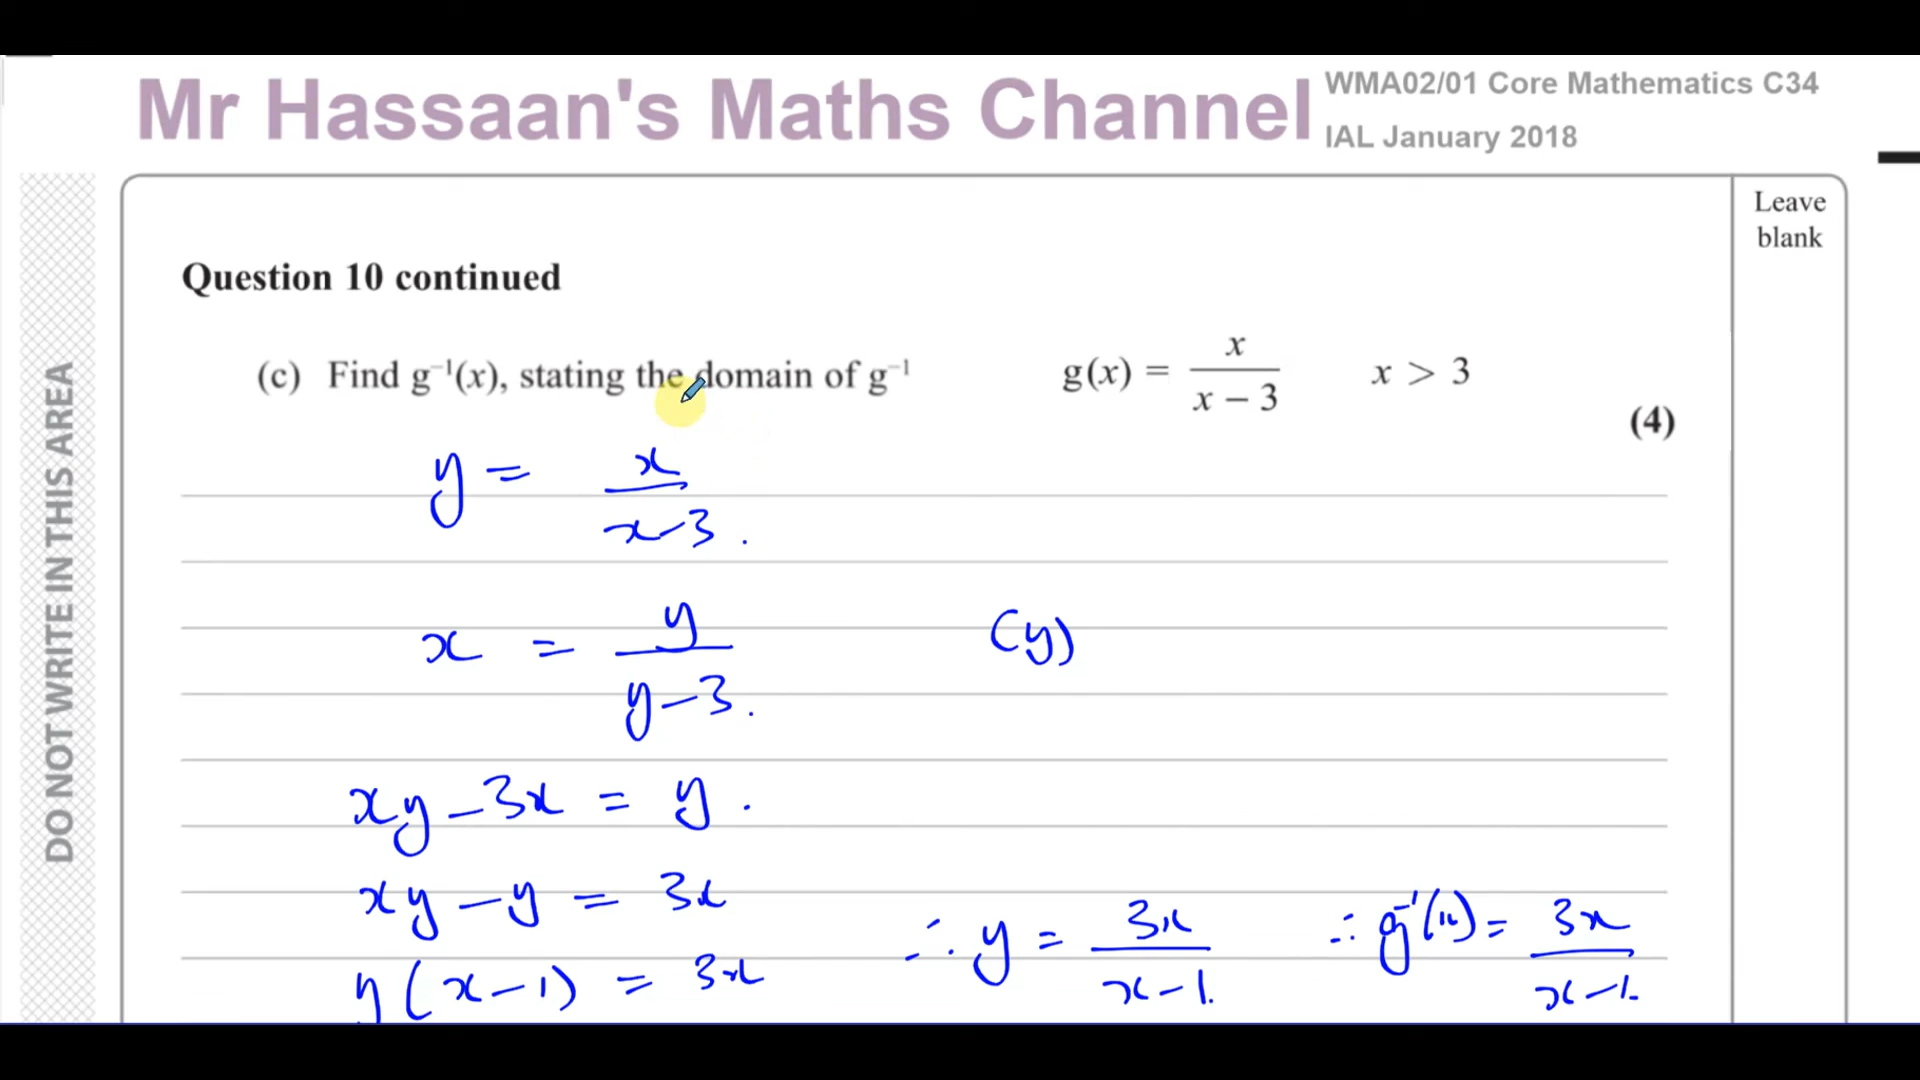 Mr Hassaan's Maths Channel
WMA02/01 Core Mathematics C34
IAL January 2018
Leave
blank
DO NOT WRITE IN THIS AREA
Question 10 continued
(c) Find g⁻¹(x), stating the domain of g⁻¹ g(x) = x/(x − 3) x > 3
(4)
y = x/(x-3).
x = y/(y-3). (y)
xy - 3x = y.
xy - y = 3x
y(x-1) = 3x ∴ y = 3x/(x-1). ∴ g⁻¹(x) = 3x/(x-1).